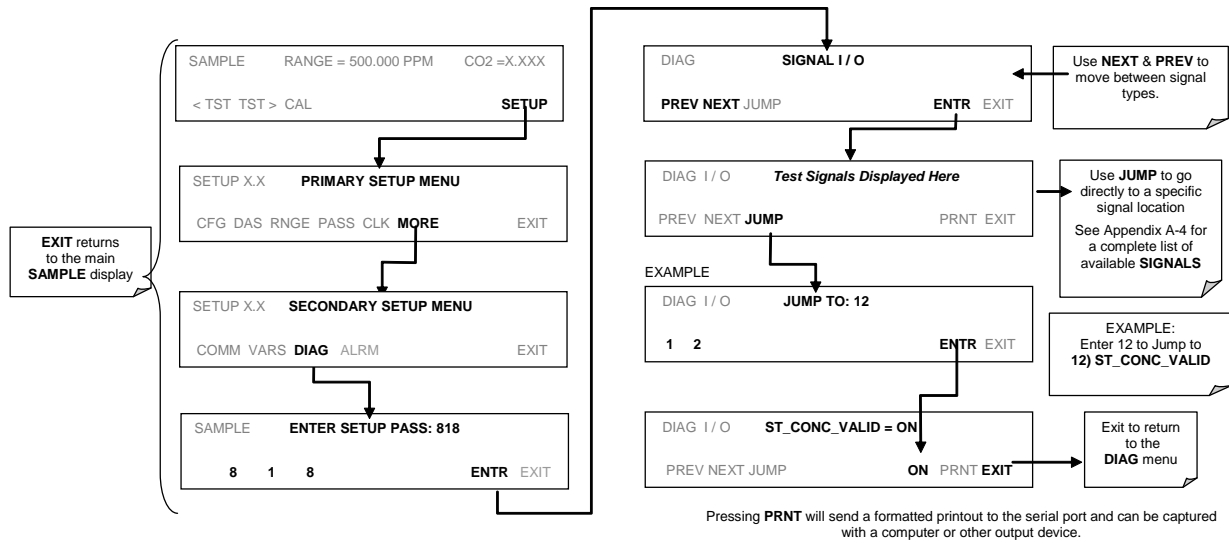 SAMPLE RANGE = 500.000 PPM CO2 =X.XXX
< TST TST > CAL SETUP
SETUP X.X PRIMARY SETUP MENU
CFG DAS RNGE PASS CLK MORE EXIT
EXIT returns
to the main
SAMPLE display
SETUP X.X SECONDARY SETUP MENU
COMM VARS DIAG ALRM EXIT
SAMPLE ENTER SETUP PASS: 818
8 1 8 ENTR EXIT
DIAG SIGNAL I / O
PREV NEXT JUMP ENTR EXIT
Use NEXT & PREV to
move between signal
types.
DIAG I / O Test Signals Displayed Here
PREV NEXT JUMP PRNT EXIT
Use JUMP to go
directly to a specific
signal location
See Appendix A-4 for
a complete list of
available SIGNALS
EXAMPLE
DIAG I / O JUMP TO: 12
1 2 ENTR EXIT
EXAMPLE:
Enter 12 to Jump to
12) ST_CONC_VALID
DIAG I / O ST_CONC_VALID = ON
PREV NEXT JUMP ON PRNT EXIT
Exit to return
to the
DIAG menu
Pressing PRNT will send a formatted printout to the serial port and can be captured
with a computer or other output device.